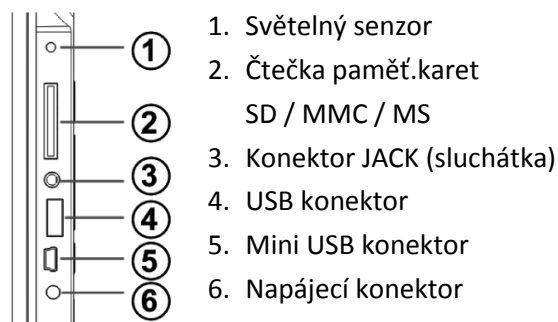 1
2
3
4
5
6
1. Světelný senzor
2. Čtečka paměť.karet
SD / MMC / MS
3. Konektor JACK (sluchátka)
4. USB konektor
5. Mini USB konektor
6. Napájecí konektor